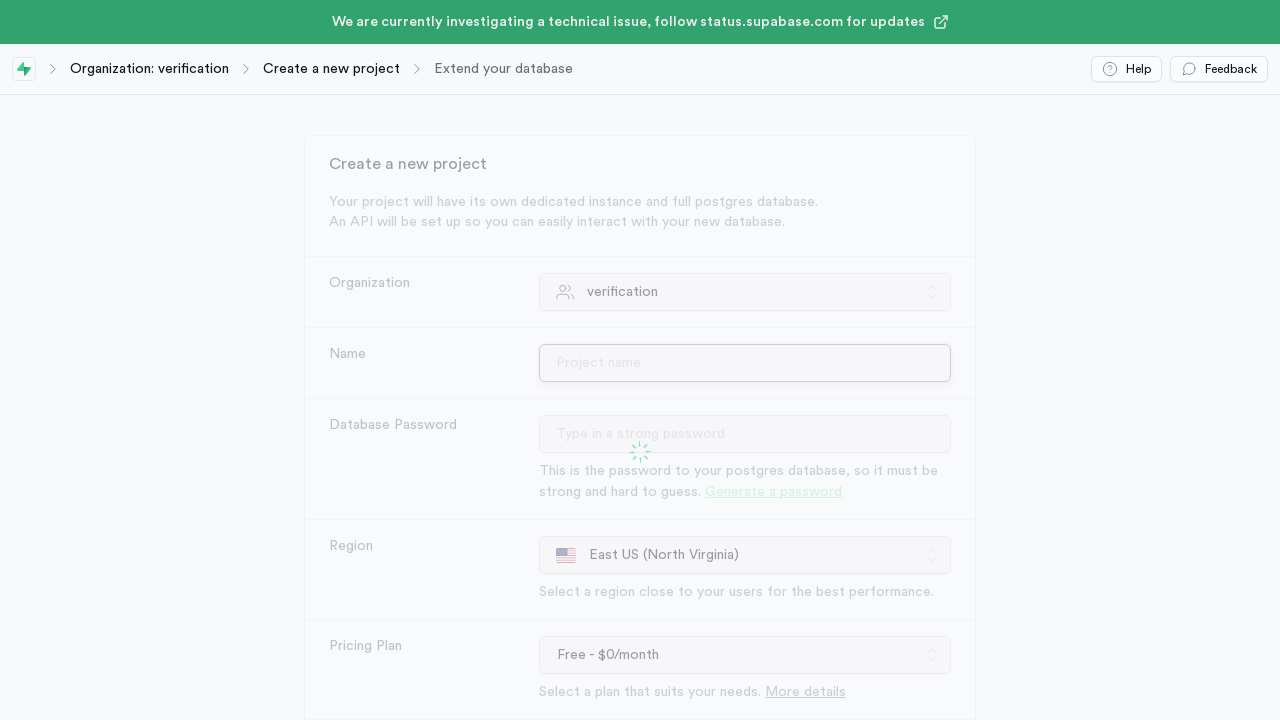 We are currently investigating a technical issue, follow status.supabase.com for updates
Organization: verification
Create a new project
Extend your database
Help
Feedback
Create a new project
Your project will have its own dedicated instance and full postgres database.
An API will be set up so you can easily interact with your new database.
Organization
verification
Name
Project name
Database Password
Type in a strong password
This is the password to your postgres database, so it must be
strong and hard to guess. Generate a password
Region
East US (North Virginia)
Select a region close to your users for the best performance.
Pricing Plan
Free - $0/month
Select a plan that suits your needs. More details